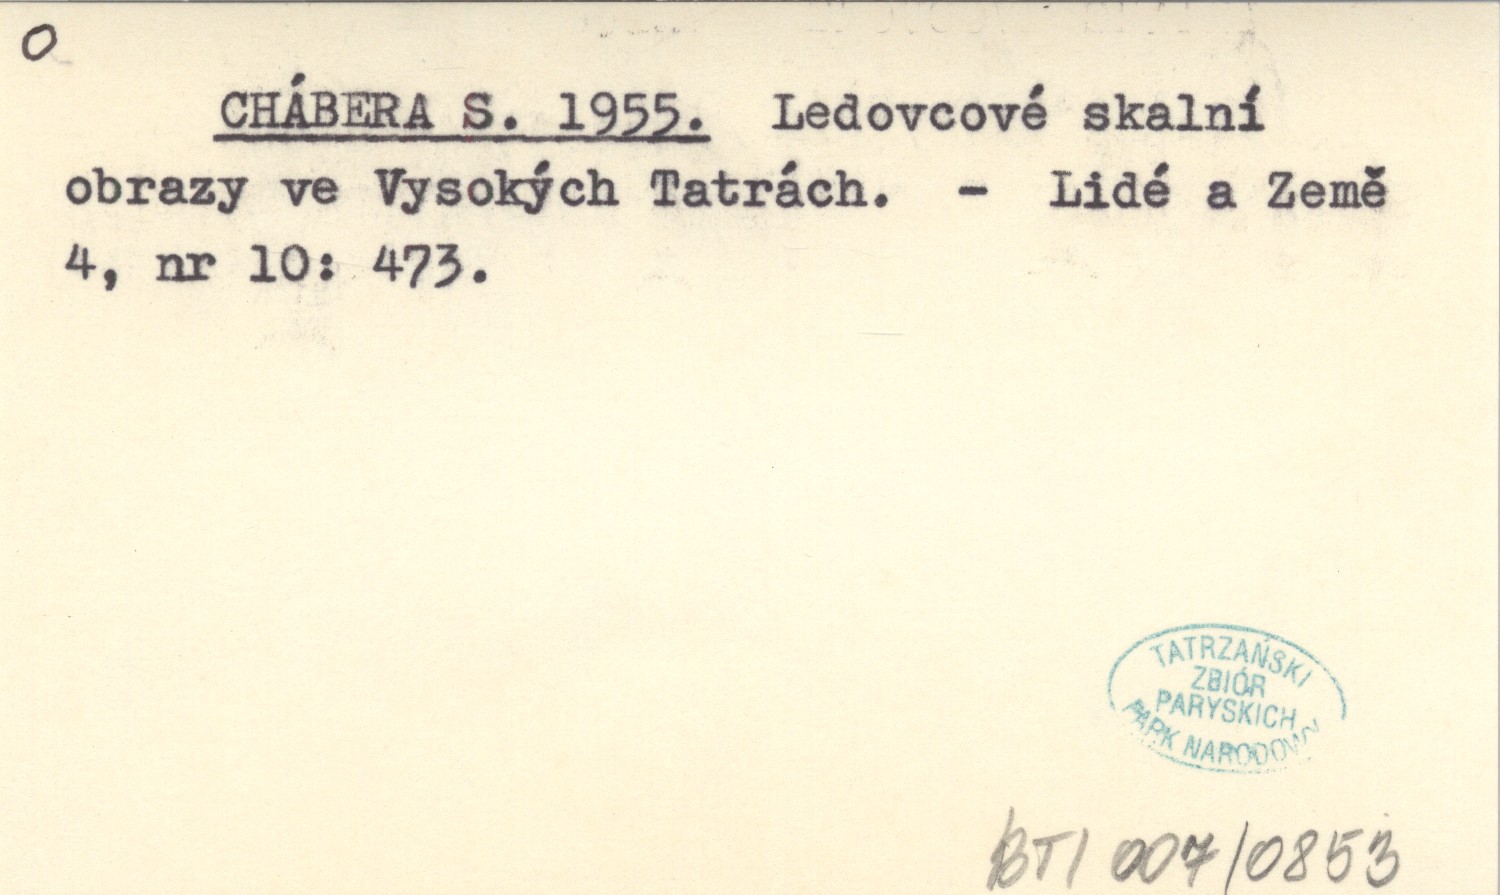 O
CHÁBERA S. 1955. Ledovcové skalní
obrazy ve Vysokých Tatrách. - Lidé a Země
4, nr 10: 473.
TATRZAŃSKI
ZBIÓR
PARYSKICH
PARK NARODOWY
BTI 007/0853